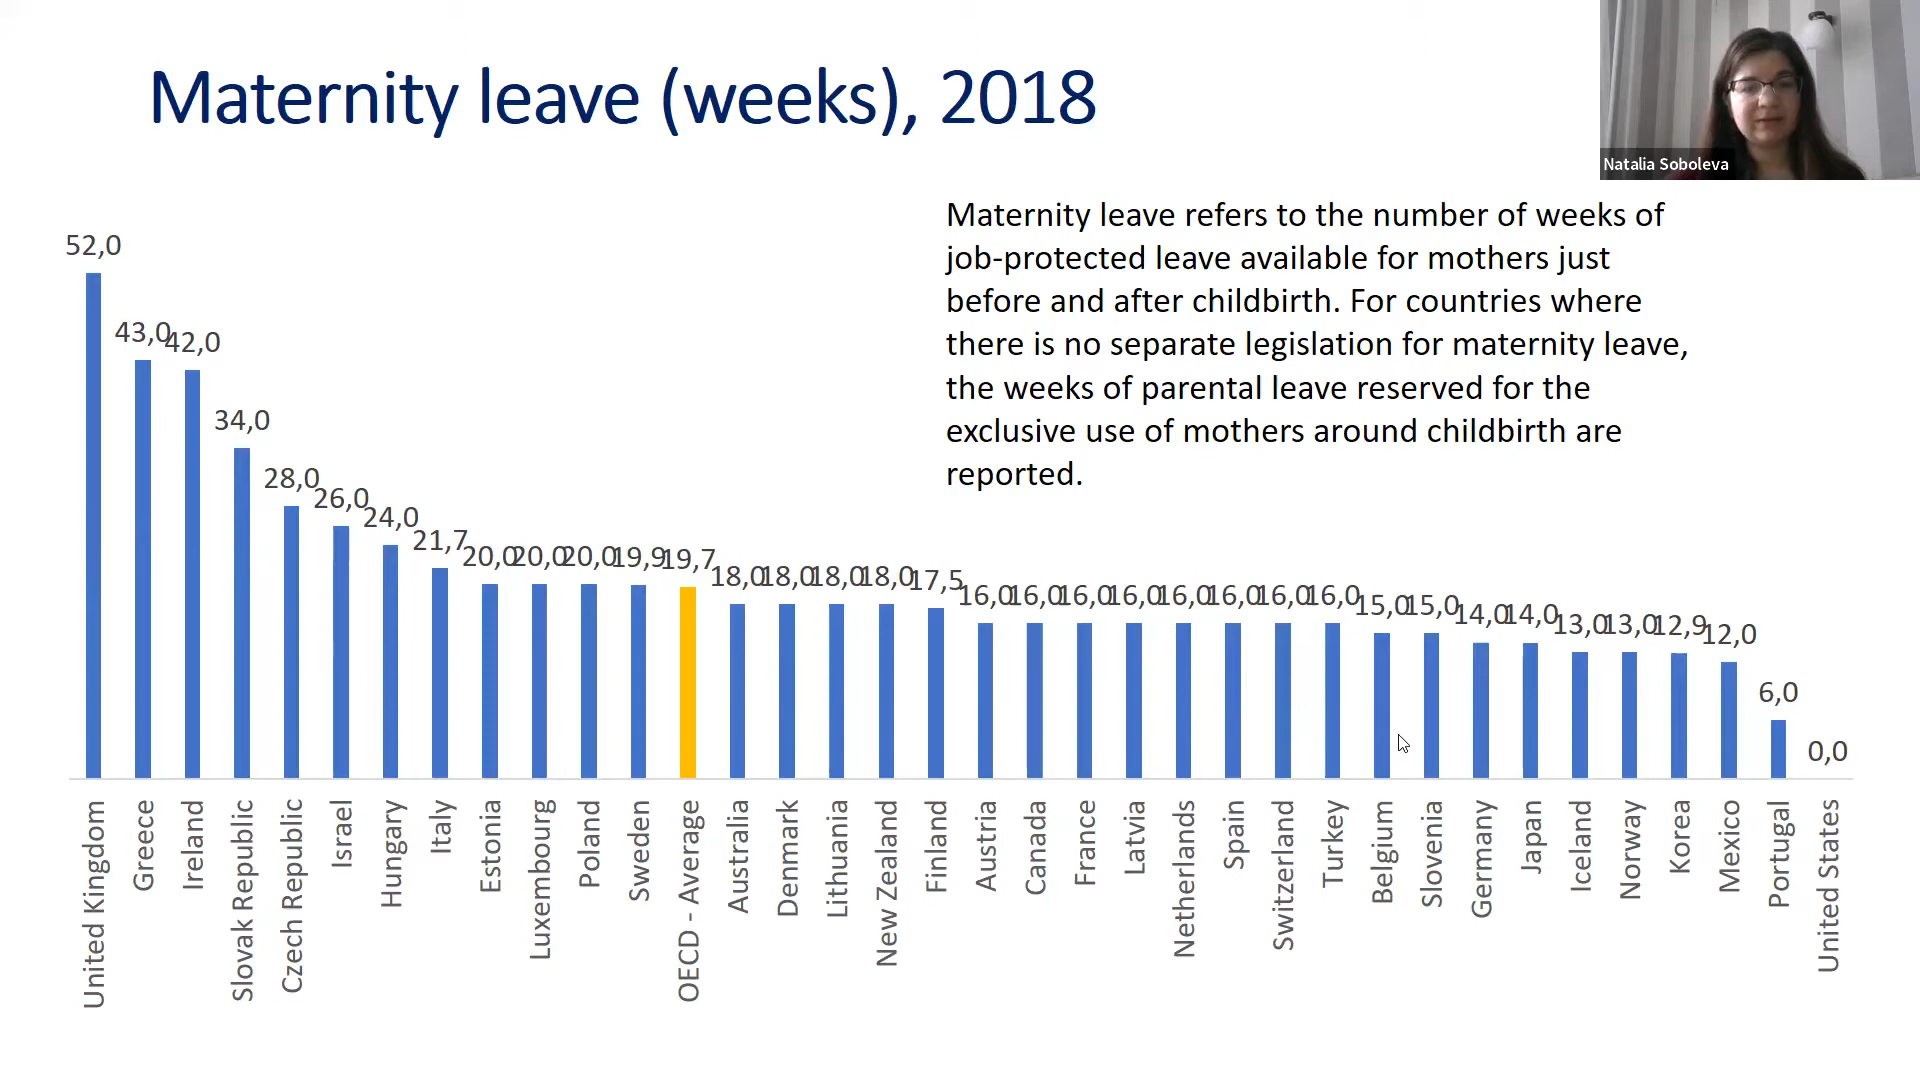 Maternity leave (weeks), 2018
Natalia Soboleva
Maternity leave refers to the number of weeks of
job-protected leave available for mothers just
before and after childbirth. For countries where
there is no separate legislation for maternity leave,
the weeks of parental leave reserved for the
exclusive use of mothers around childbirth are
reported.
52,0
43,0
42,0
34,0
28,0
26,0
24,0
21,7
20,0
20,0
20,0
19,9
19,7
18,0
18,0
18,0
18,0
17,5
16,0
16,0
16,0
16,0
16,0
16,0
16,0
16,0
15,0
15,0
14,0
14,0
13,0
13,0
12,9
12,0
6,0
0,0
United Kingdom
Greece
Ireland
Slovak Republic
Czech Republic
Israel
Hungary
Italy
Estonia
Luxembourg
Poland
Sweden
OECD - Average
Australia
Denmark
Lithuania
New Zealand
Finland
Austria
Canada
France
Latvia
Netherlands
Spain
Switzerland
Turkey
Belgium
Slovenia
Germany
Japan
Iceland
Norway
Korea
Mexico
Portugal
United States